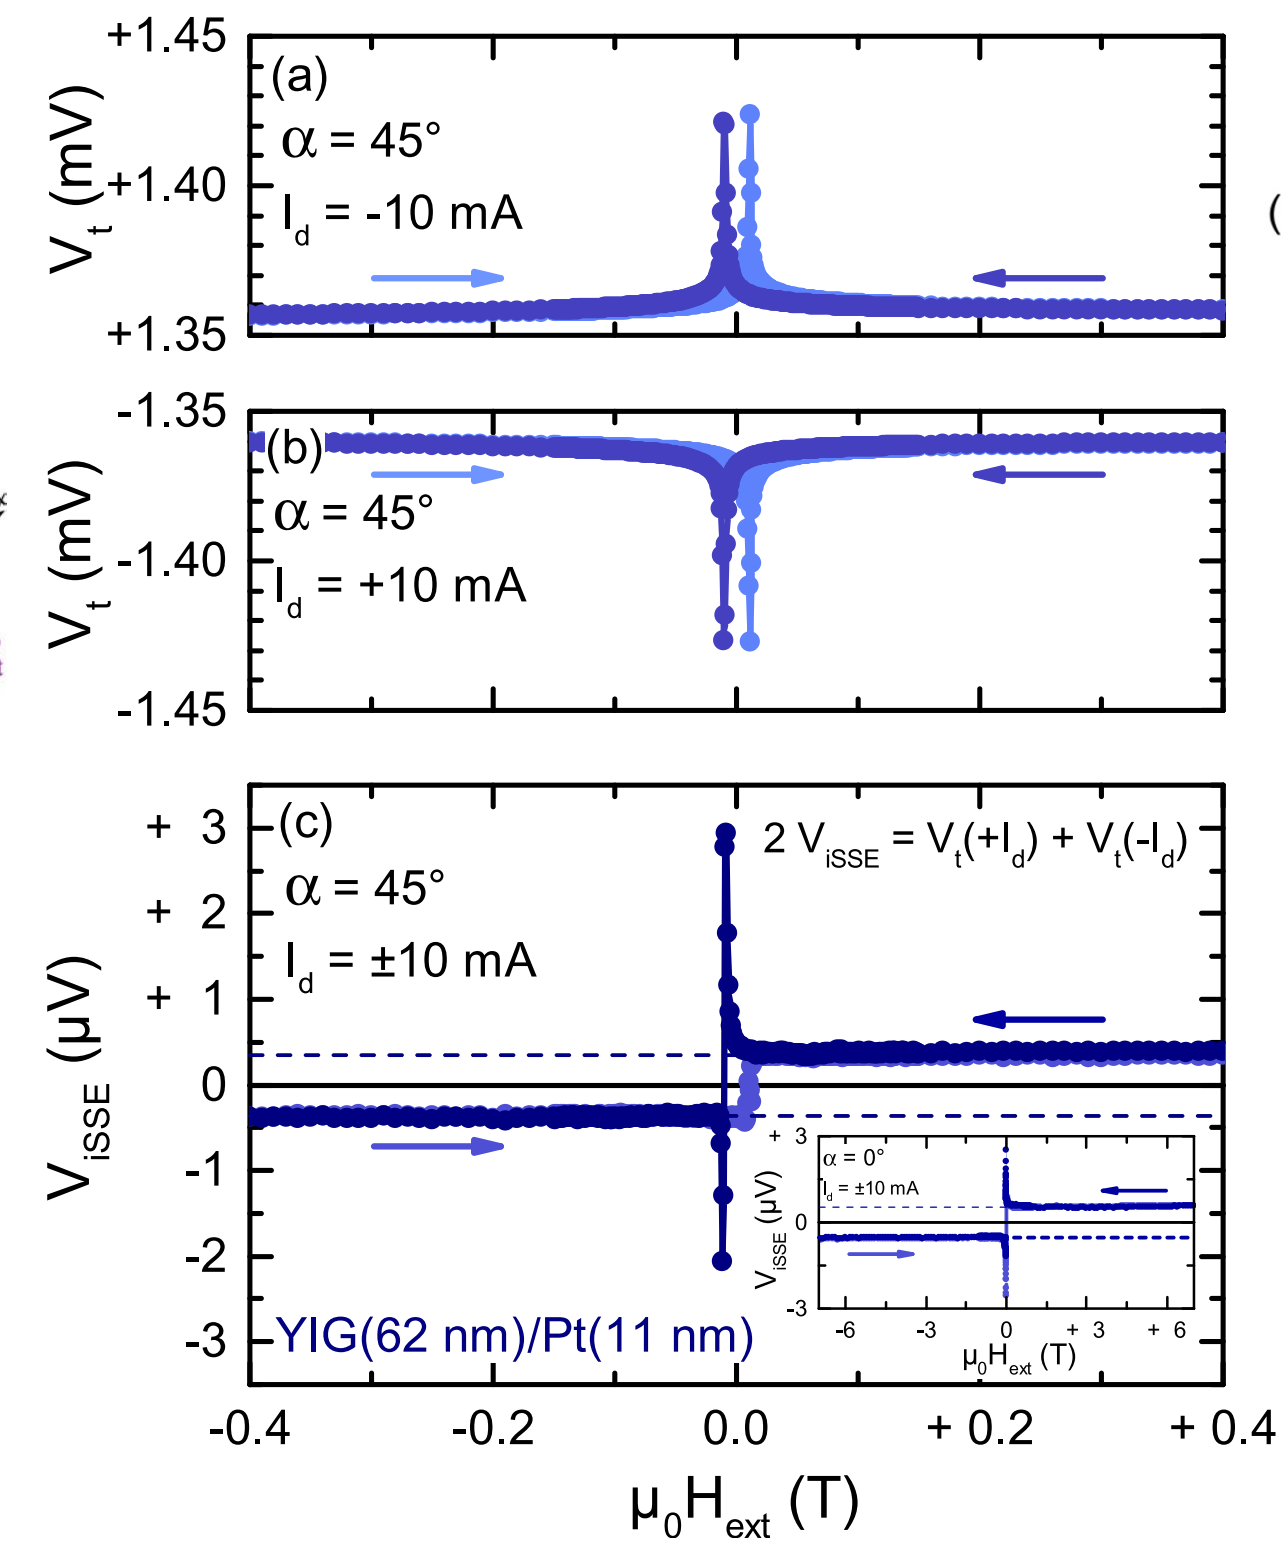 +1.45
(a)
α = 45°
V_t (mV)
+1.40
I_d = -10 mA
+1.35
(
-1.35
(b)
α = 45°
V_t (mV)
-1.40
I_d = +10 mA
-1.45
t
+ 3
(c)
2 V_iSSE = V_t(+I_d) + V_t(-I_d)
α = 45°
+ 2
I_d = ±10 mA
+ 1
V_iSSE (µV)
0
-1
-2
-3
YIG(62 nm)/Pt(11 nm)
+ 3
α = 0°
I_d = ±10 mA
V_iSSE (µV)
0
-3
-6 -3 0 + 3 + 6
µ_0H_ext (T)
-0.4 -0.2 0.0 + 0.2 + 0.4
µ_0H_ext (T)